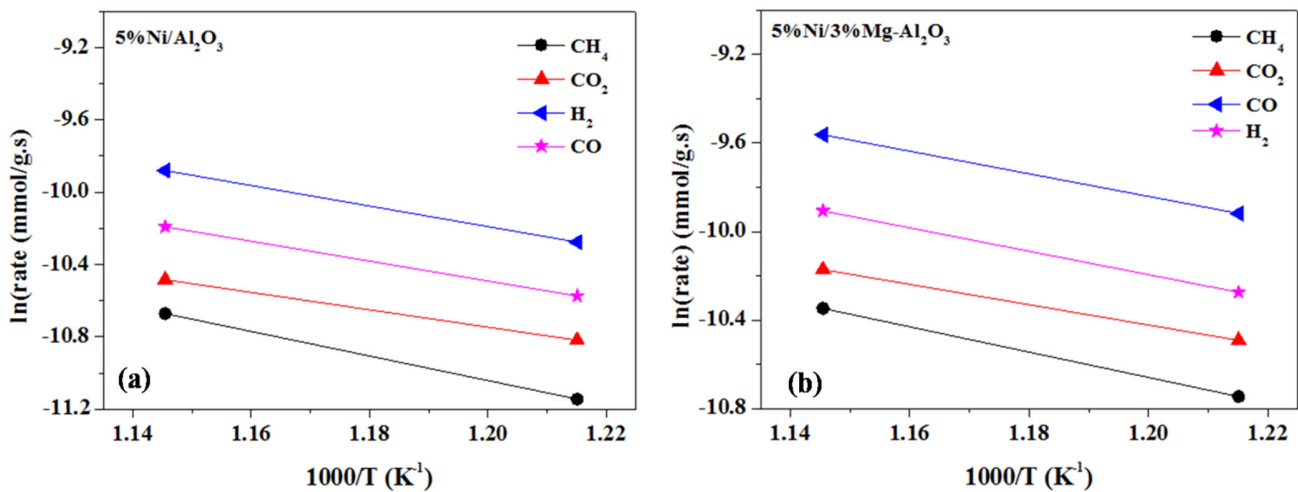 5%Ni/Al₂O₃
CH₄
CO₂
H₂
CO
-9.2
-9.6
-10.0
-10.4
-10.8
-11.2
ln(rate (mmol/g.s)
(a)
1.14
1.16
1.18
1.20
1.22
1000/T (K⁻¹)
5%Ni/3%Mg-Al₂O₃
CH₄
CO₂
CO
H₂
-9.2
-9.6
-10.0
-10.4
-10.8
ln(rate) (mmol/g.s)
(b)
1.14
1.16
1.18
1.20
1.22
1000/T (K⁻¹)